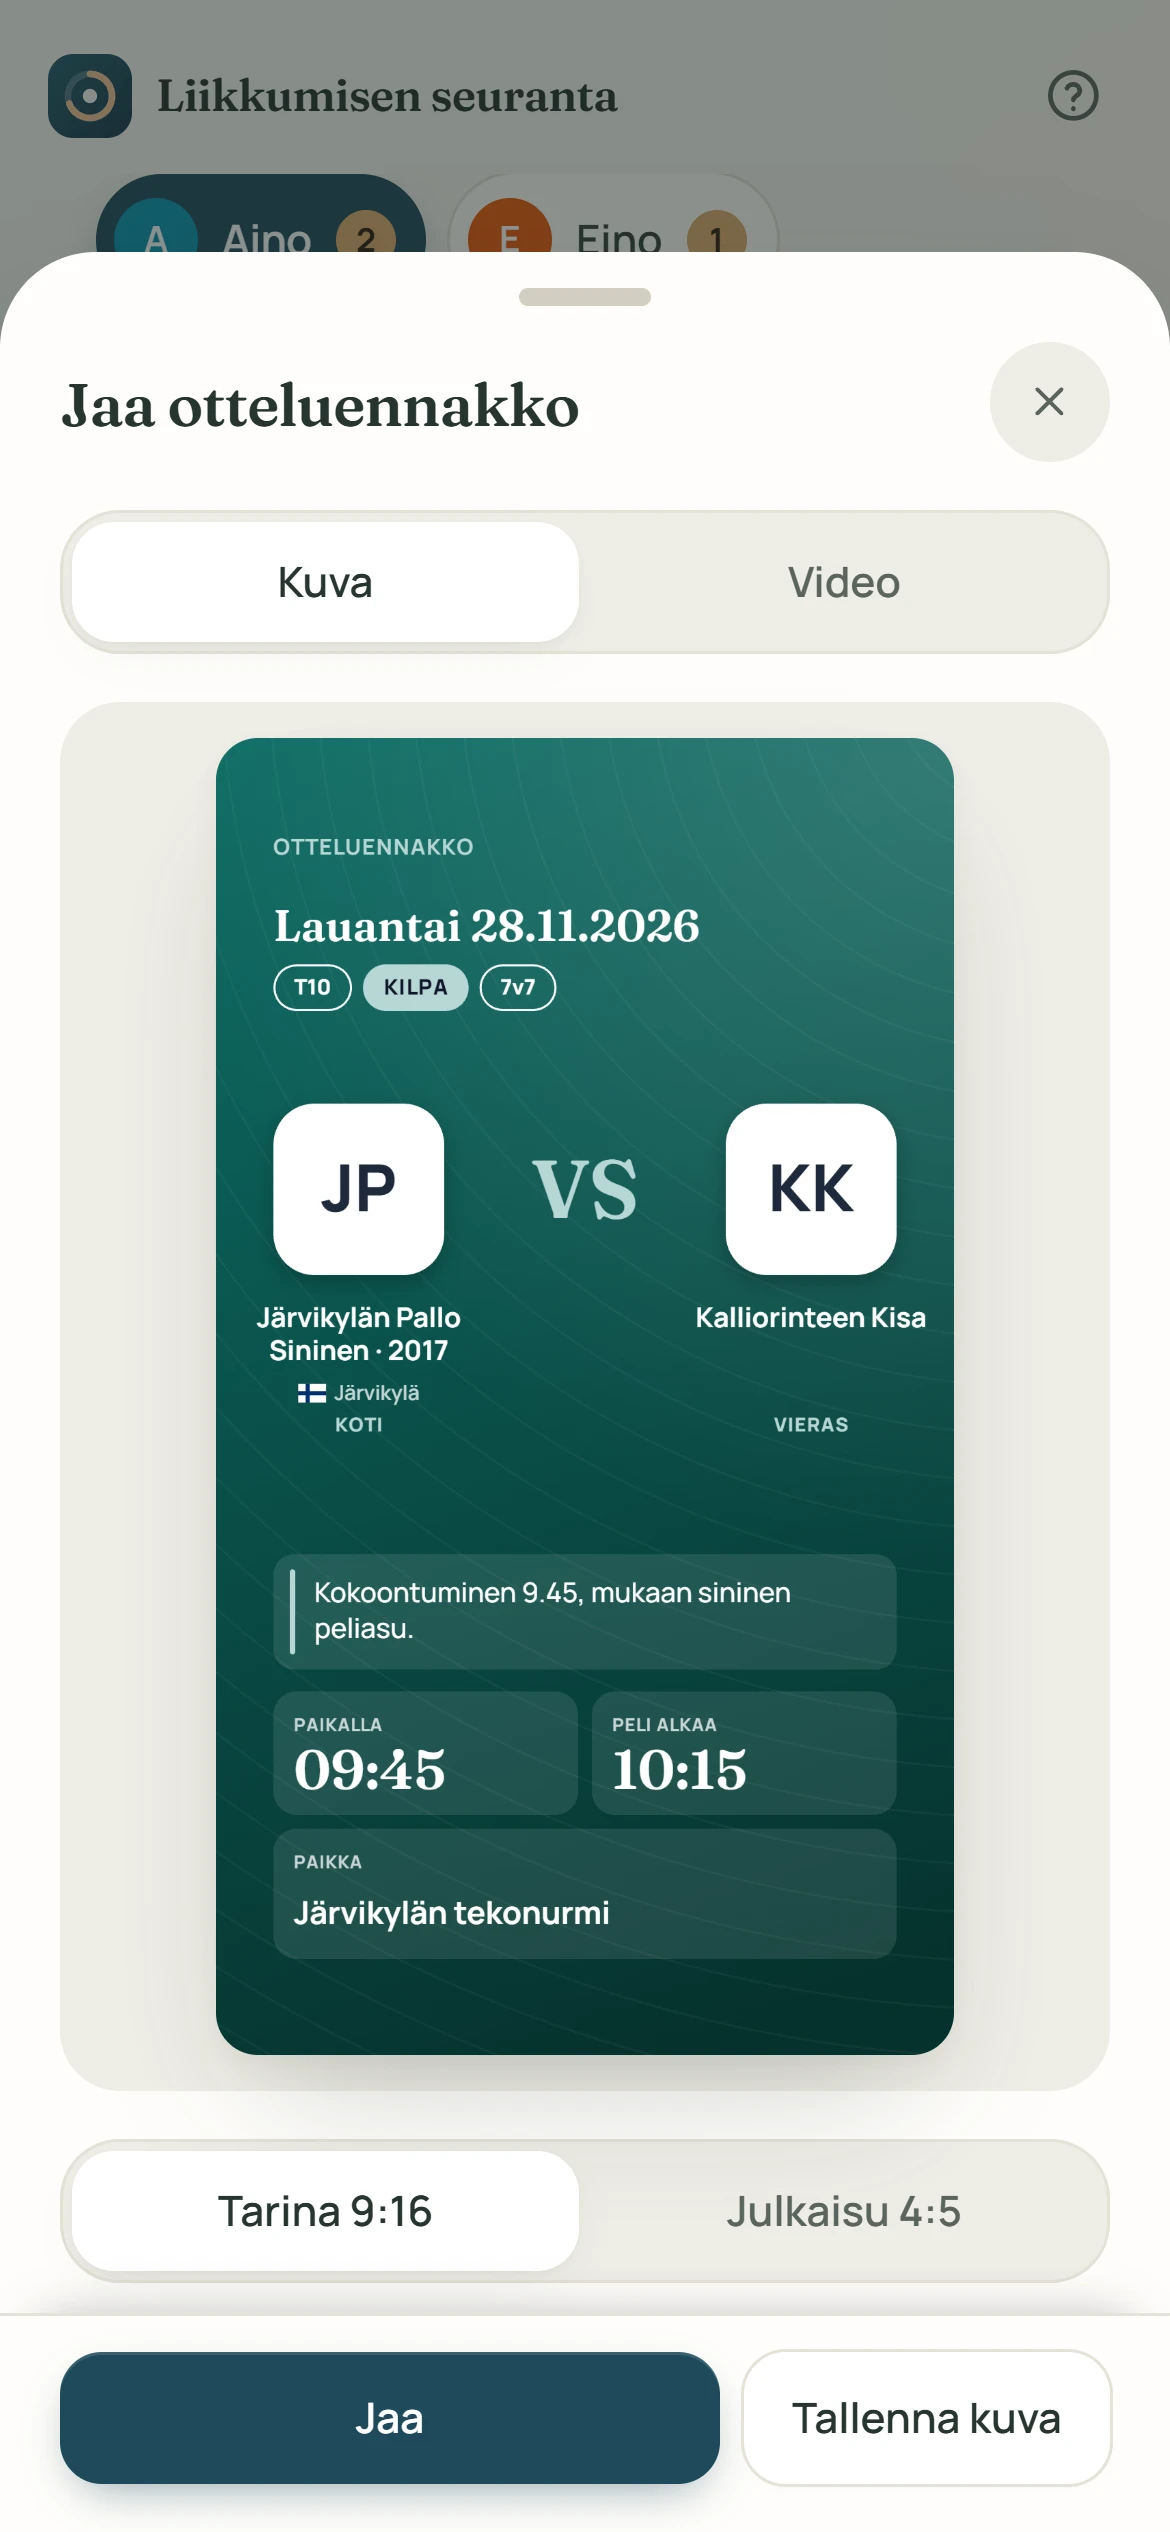 Liikkumisen seuranta
A Aino 2 E Eino 1
Jaa otteluennakko
Kuva Video
OTTELUENNAKKO
Lauantai 28.11.2026
T10 KILPA 7v7
JP VS KK
Järvikylän Pallo
Sininen · 2017
Järvikylä
KOTI
Kalliorinteen Kisa
VIERAS
Kokoontuminen 9.45, mukaan sininen
peliasu.
PAIKALLA
09:45
PELI ALKAA
10:15
PAIKKA
Järvikylän tekonurmi
Tarina 9:16 Julkaisu 4:5
Jaa Tallenna kuva